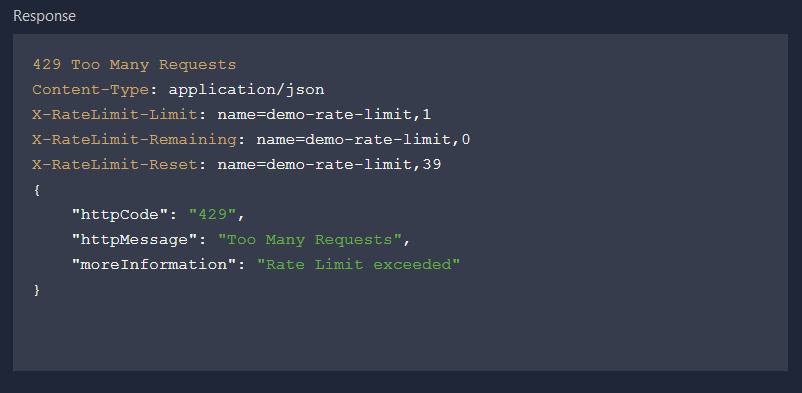 Response
429 Too Many Requests
Content-Type: application/json
X-RateLimit-Limit: name=demo-rate-limit,1
X-RateLimit-Remaining: name=demo-rate-limit,0
X-RateLimit-Reset: name=demo-rate-limit,39
{
    "httpCode": "429",
    "httpMessage": "Too Many Requests",
    "moreInformation": "Rate Limit exceeded"
}